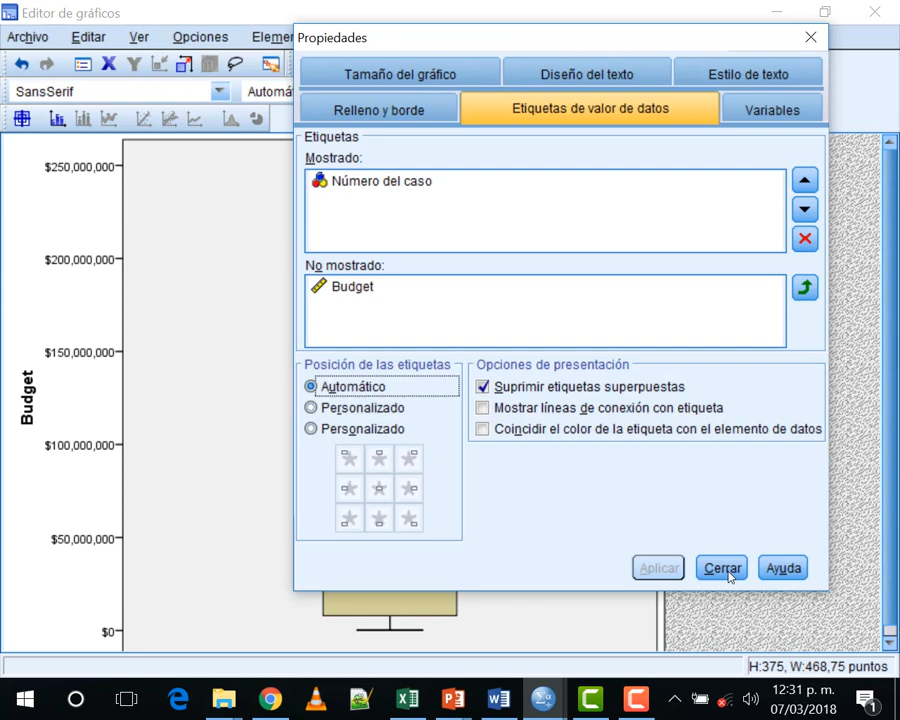 Editor de gráficos
Archivo Editar Ver Opciones Elemen
SansSerif Automá
Propiedades
Tamaño del gráfico Diseño del texto Estilo de texto
Relleno y borde Etiquetas de valor de datos Variables
Etiquetas
Mostrado:
Número del caso
No mostrado:
Budget
Posición de las etiquetas
Automático
Personalizado
Personalizado
Opciones de presentación
Suprimir etiquetas superpuestas
Mostrar líneas de conexión con etiqueta
Coincidir el color de la etiqueta con el elemento de datos
Aplicar Cerrar Ayuda
$250,000,000
$200,000,000
$150,000,000
$100,000,000
$50,000,000
$0
Budget
H:375, W:468,75 puntos
12:31 p. m.
07/03/2018
1